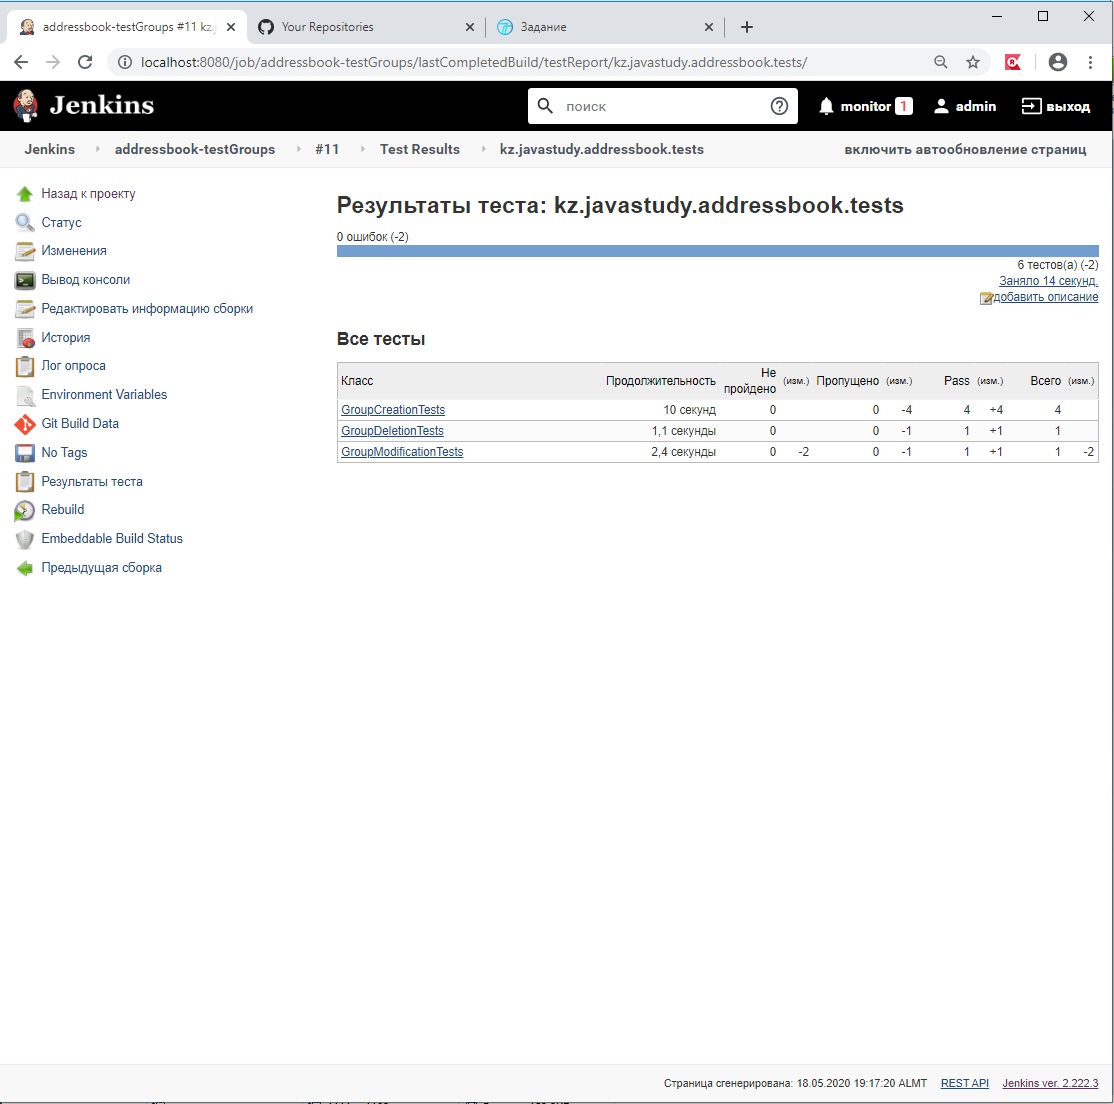 addressbook-testGroups #11 kz.j
Your Repositories
Задание
localhost:8080/job/addressbook-testGroups/lastCompletedBuild/testReport/kz.javastudy.addressbook.tests/
Jenkins
поиск
monitor 1
admin
выход
Jenkins
addressbook-testGroups
#11
Test Results
kz.javastudy.addressbook.tests
включить автообновление страниц
Назад к проекту
Статус
Изменения
Вывод консоли
Редактировать информацию сборки
История
Лог опроса
Environment Variables
Git Build Data
No Tags
Результаты теста
Rebuild
Embeddable Build Status
Предыдущая сборка
Результаты теста: kz.javastudy.addressbook.tests
0 ошибок (-2)
6 тестов(а) (-2)
Заняло 14 секунд.
добавить описание
Все тесты
Класс Продолжительность Не пройдено (изм.) Пропущено (изм.) Pass (изм.) Всего (изм.)
GroupCreationTests 10 секунд 0 0 -4 4 +4 4
GroupDeletionTests 1,1 секунды 0 0 -1 1 +1 1
GroupModificationTests 2,4 секунды 0 -2 0 -1 1 +1 1 -2
Страница сгенерирована: 18.05.2020 19:17:20 ALMT REST API Jenkins ver. 2.222.3